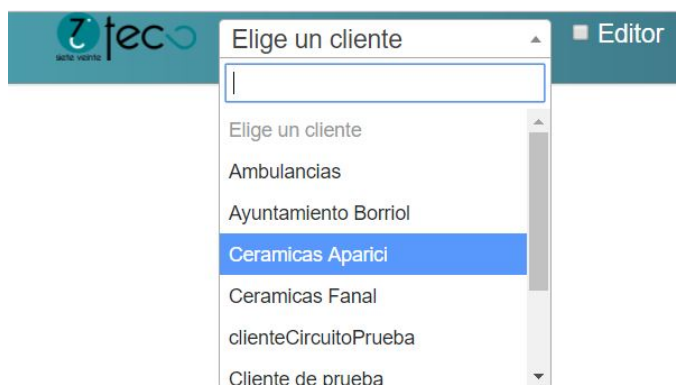 teco
siete veinte
Elige un cliente
Editor
Elige un cliente
Ambulancias
Ayuntamiento Borriol
Ceramicas Aparici
Ceramicas Fanal
clienteCircuitoPrueba
Cliente de prueba